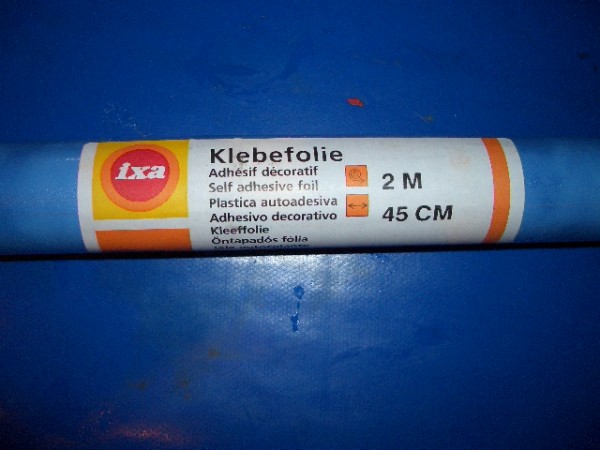 ixa
Klebefolie
Adhésif décoratif
Self adhesive foil
Plastica autoadesiva
Adhesivo decorativo
Kleeffolie
Öntapadós fólia
2 M
45 CM